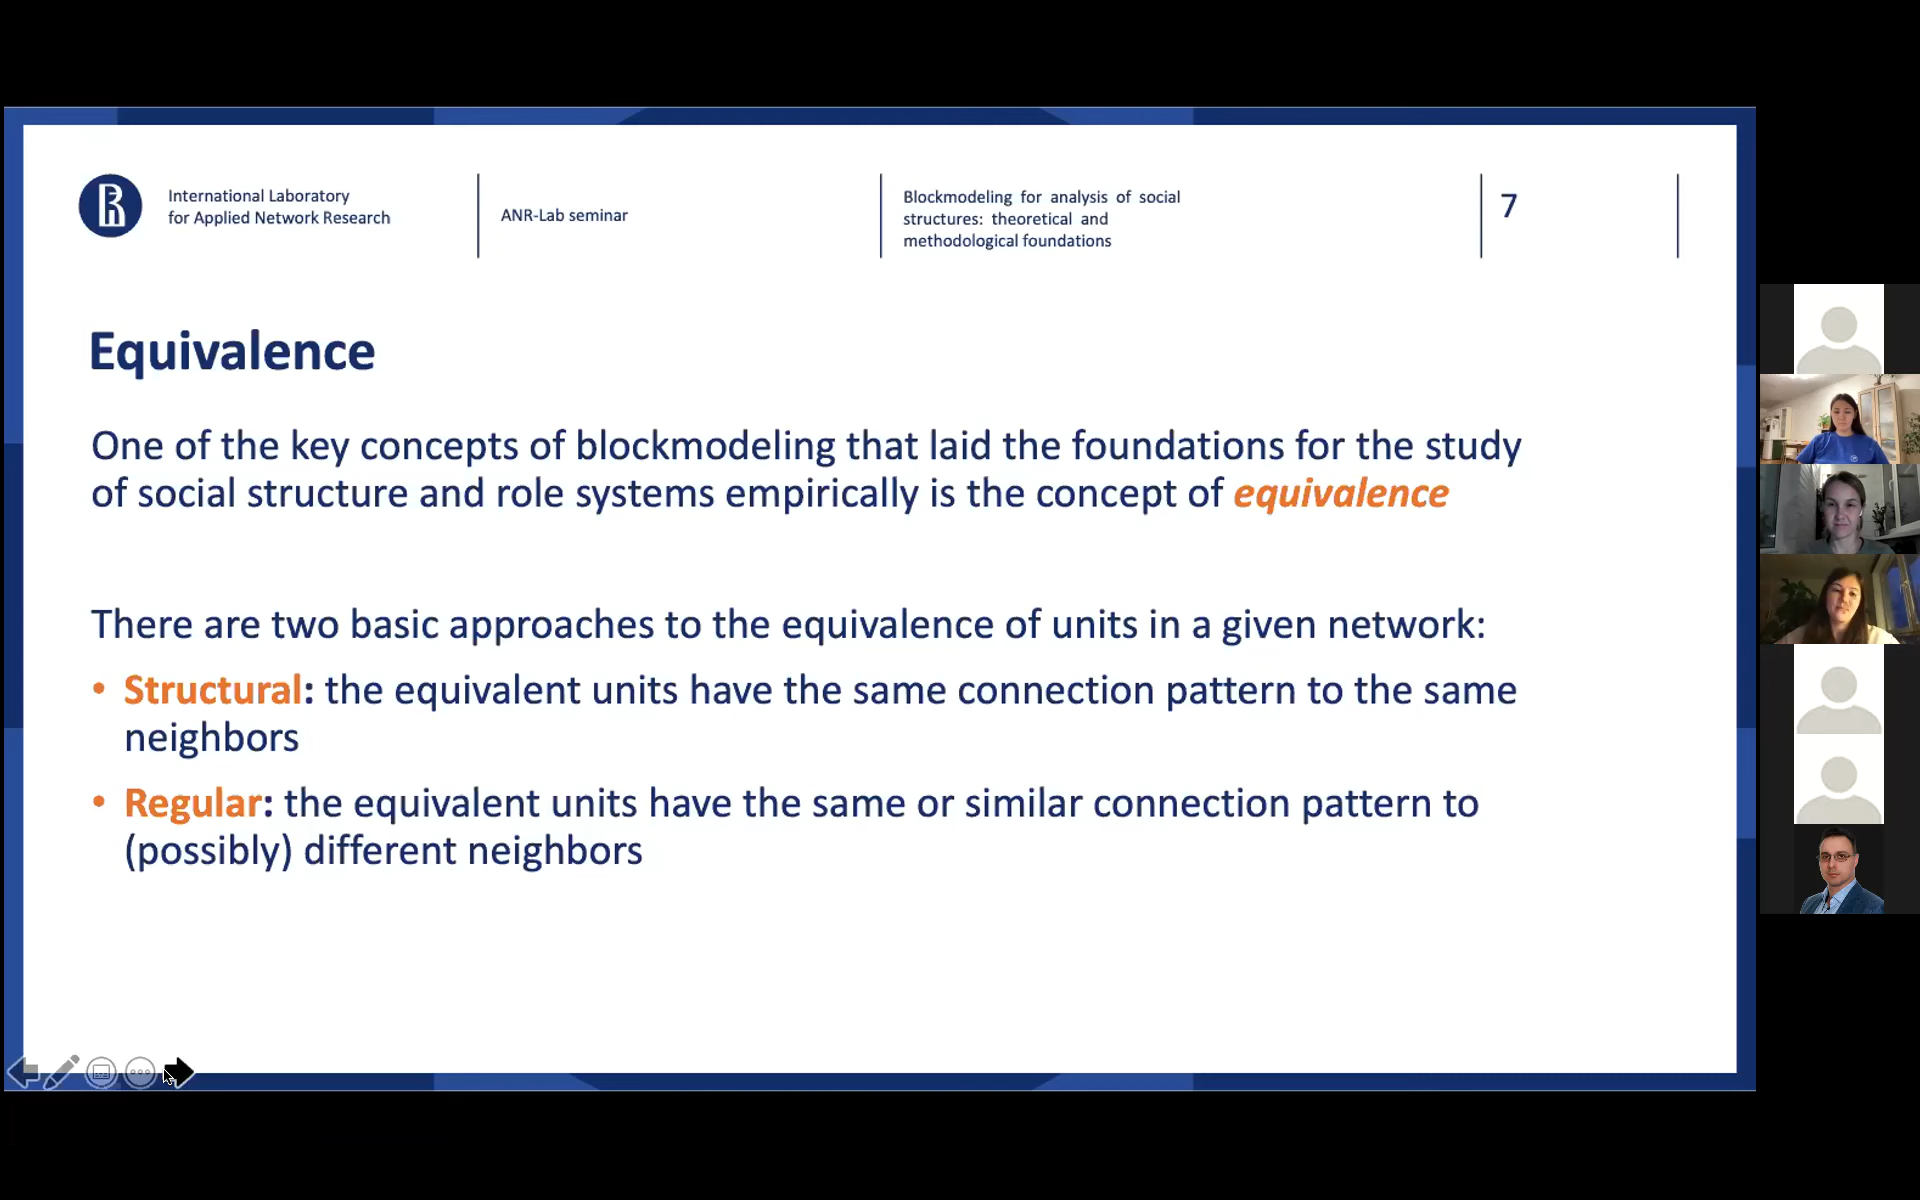 International Laboratory
for Applied Network Research
ANR-Lab seminar
Blockmodeling for analysis of social
structures: theoretical and
methodological foundations
7
Equivalence
One of the key concepts of blockmodeling that laid the foundations for the study
of social structure and role systems empirically is the concept of equivalence
There are two basic approaches to the equivalence of units in a given network:
• Structural: the equivalent units have the same connection pattern to the same
neighbors
• Regular: the equivalent units have the same or similar connection pattern to
(possibly) different neighbors